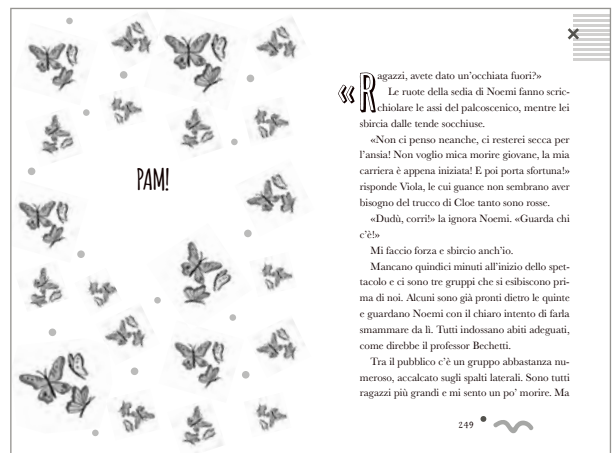 PAM!
«Ragazzi, avete dato un'occhiata fuori?»
Le ruote della sedia di Noemi fanno scric-
chiolare le assi del palcoscenico, mentre lei
sbircia dalle tende socchiuse.
«Non ci penso neanche, ci resterei secca per
l'ansia! Non voglio mica morire giovane, la mia
carriera è appena iniziata! E poi porta sfortuna!»
risponde Viola, le cui guance non sembrano aver
bisogno del trucco di Cloe tanto sono rosse.
«Dudù, corri!» la ignora Noemi. «Guarda chi
c'è!»
Mi faccio forza e sbircio anch'io.
Mancano quindici minuti all'inizio dello spet-
tacolo e ci sono tre gruppi che si esibiscono pri-
ma di noi. Alcuni sono già pronti dietro le quinte
e guardano Noemi con il chiaro intento di farla
smammare da lì. Tutti indossano abiti adeguati,
come direbbe il professor Bechetti.
Tra il pubblico c'è un gruppo abbastanza nu-
meroso, accalcato sugli spalti laterali. Sono tutti
ragazzi più grandi e mi sento un po' morire. Ma
249